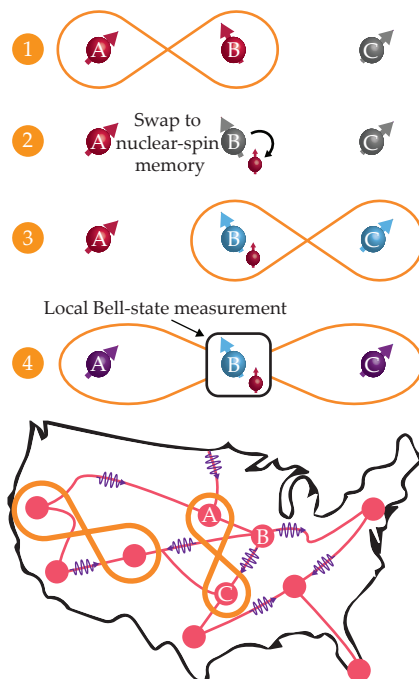 1 A B C
2 A Swap to B C
nuclear-spin
memory
3 A B C
Local Bell-state measurement
4 A B C
A
B
C